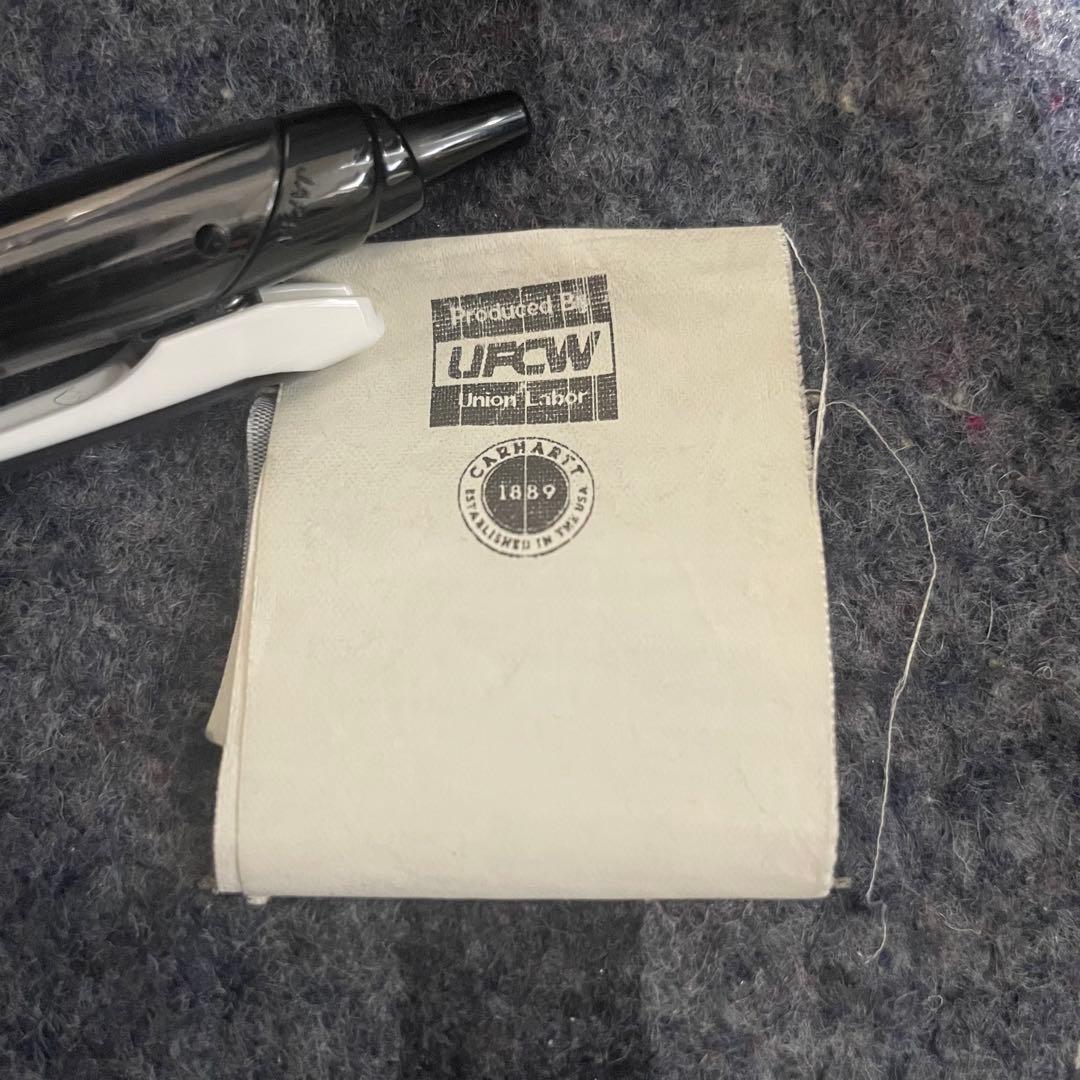 Produced By
UFCW
Union Labor
CARHARTT
1889
ESTABLISHED IN THE USA